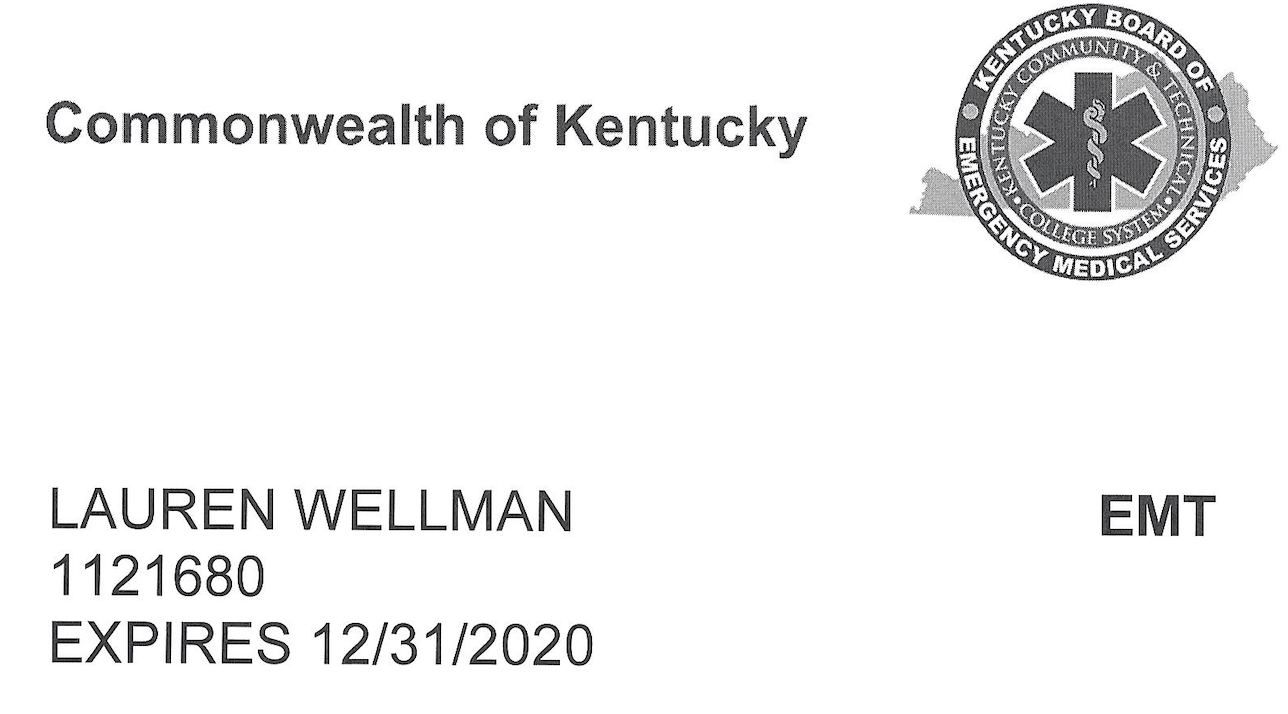 Commonwealth of Kentucky
KENTUCKY BOARD OF
EMERGENCY MEDICAL SERVICES
KENTUCKY COMMUNITY & TECHNICAL
COLLEGE SYSTEM
LAUREN WELLMAN
EMT
1121680
EXPIRES 12/31/2020